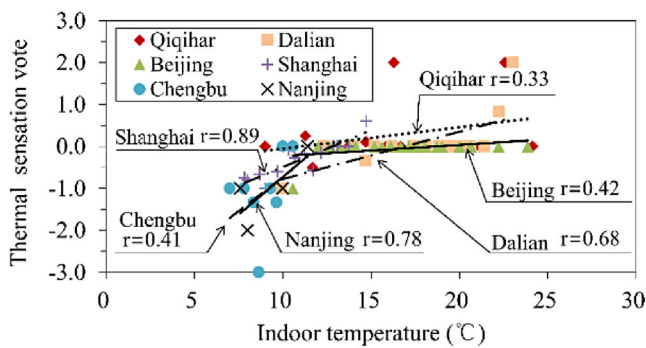 Thermal sensation vote
3.0
2.0
1.0
0.0
-1.0
-2.0
-3.0
Qiqihar
Dalian
Beijing
Shanghai
Chengbu
Nanjing
Qiqihar r=0.33
Shanghai r=0.89
Beijing
r=0.42
Chengbu
r=0.41
Nanjing r=0.78
Dalian r=0.68
0 5 10 15 20 25 30
Indoor temperature (℃)